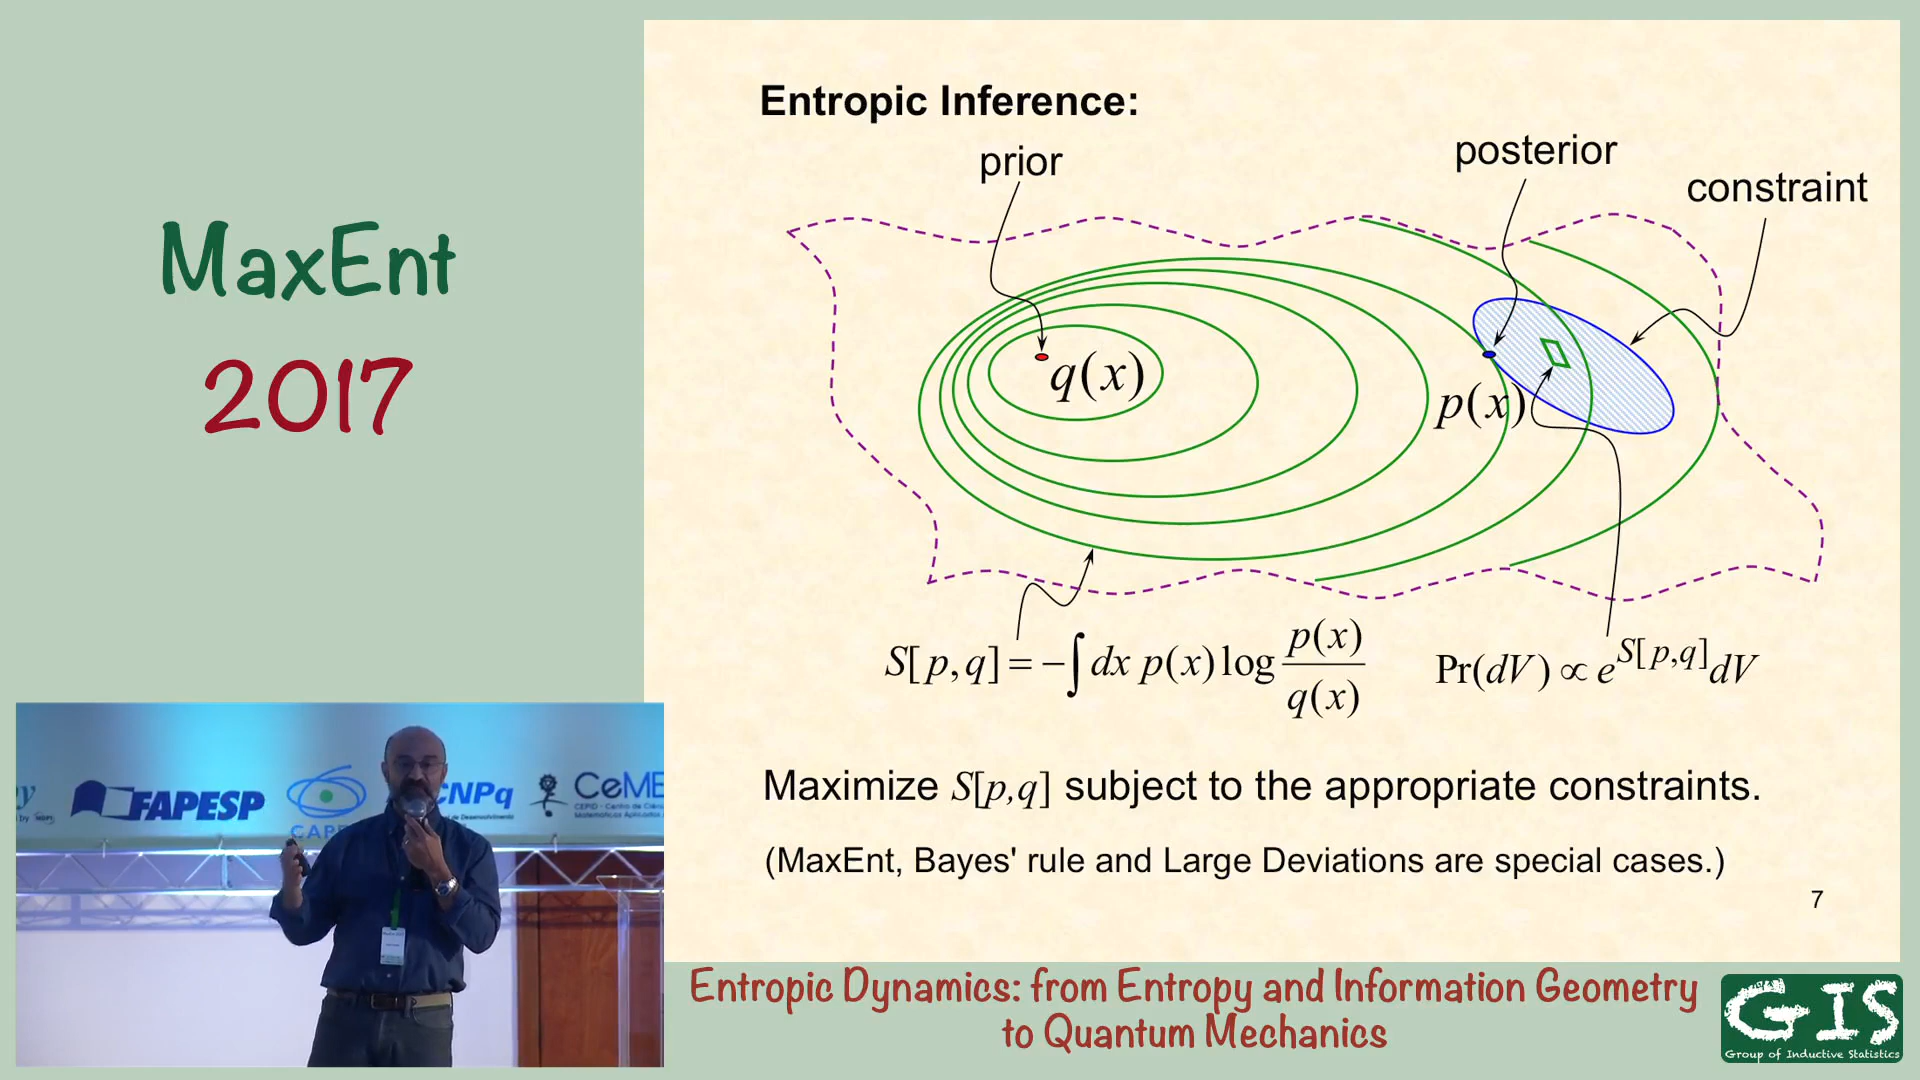 MaxEnt
2017
Entropic Inference:
prior
posterior
constraint
q(x)
p(x)
S[p,q] = −∫ dx p(x) log p(x)/q(x)
Pr(dV) ∝ e^{S[p,q]} dV
Maximize S[p,q] subject to the appropriate constraints.
(MaxEnt, Bayes' rule and Large Deviations are special cases.)
7
FAPESP
CAP
CNPq
CeME
Entropic Dynamics: from Entropy and Information Geometry
to Quantum Mechanics
GIS
Group of Inductive Statistics